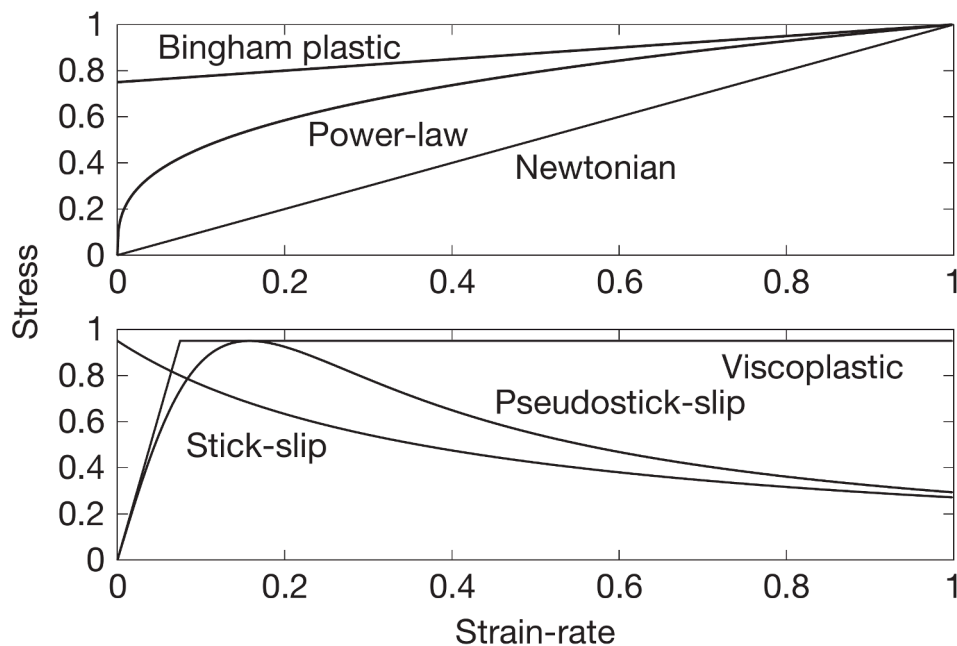 1
Bingham plastic
0.8
0.6
Power-law
0.4
Newtonian
0.2
0
0 0.2 0.4 0.6 0.8 1
Stress
1
Viscoplastic
0.8
Pseudostick-slip
0.6
Stick-slip
0.4
0.2
0
0 0.2 0.4 0.6 0.8 1
Strain-rate